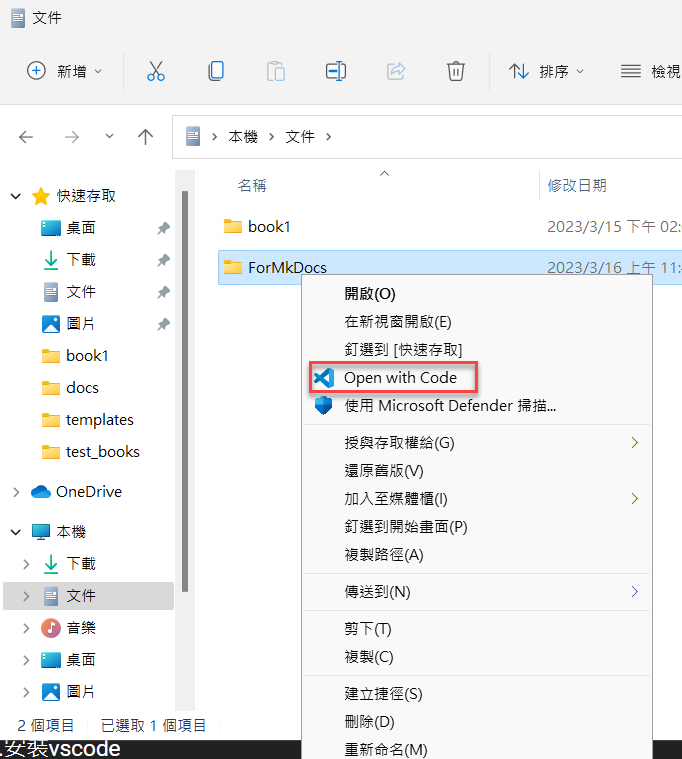 文件
新增
排序
檢視
本機 文件
名稱 修改日期
book1 2023/3/15 下午 02:
ForMkDocs 2023/3/16 上午 11:
快速存取
桌面
下載
文件
圖片
book1
docs
templates
test_books
OneDrive
本機
下載
文件
音樂
桌面
圖片
開啟(O)
在新視窗開啟(E)
釘選到 [快速存取]
Open with Code
使用 Microsoft Defender 掃描...
授與存取權給(G)
還原舊版(V)
加入至媒體櫃(I)
釘選到開始畫面(P)
複製路徑(A)
傳送到(N)
剪下(T)
複製(C)
建立捷徑(S)
刪除(D)
重新命名(M)
2 個項目 已選取 1 個項目
.安裝vscode